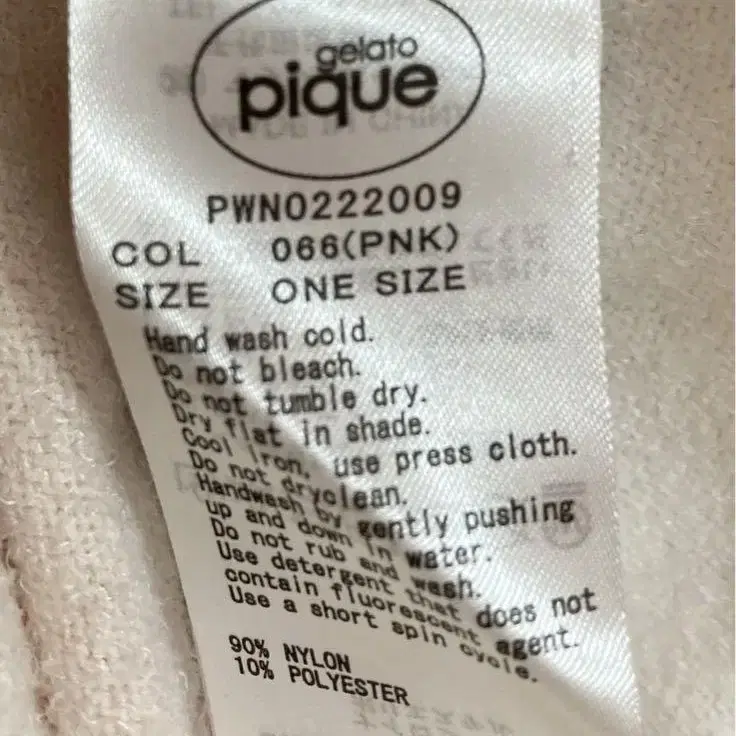 gelato
pique
PWNO222009
COL 066(PNK)
SIZE ONE SIZE
Hand wash cold.
Do not bleach.
Do not tumble dry.
Dry flat in shade.
Cool iron, use press cloth.
Do not dryclean.
Handwash by gently pushing
up and down in water.
Do not rub and wash.
Use detergent that does not
contain fluorescent agent.
Use a short spin cycle.
90% NYLON
10% POLYESTER